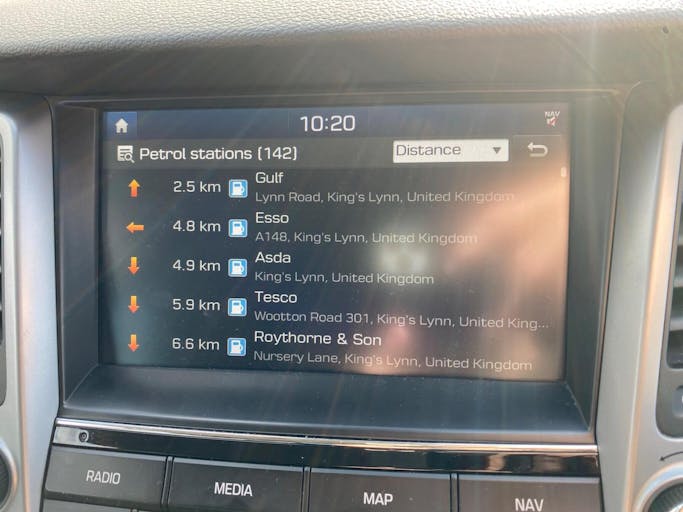 10:20
NAV
Petrol stations (142)
Distance
2.5 km
Gulf
Lynn Road, King's Lynn, United Kingdom
4.8 km
Esso
A148, King's Lynn, United Kingdom
4.9 km
Asda
King's Lynn, United Kingdom
5.9 km
Tesco
Wootton Road 301, King's Lynn, United King...
6.6 km
Roythorne & Son
Nursery Lane, King's Lynn, United Kingdom
RADIO
MEDIA
MAP
NAV